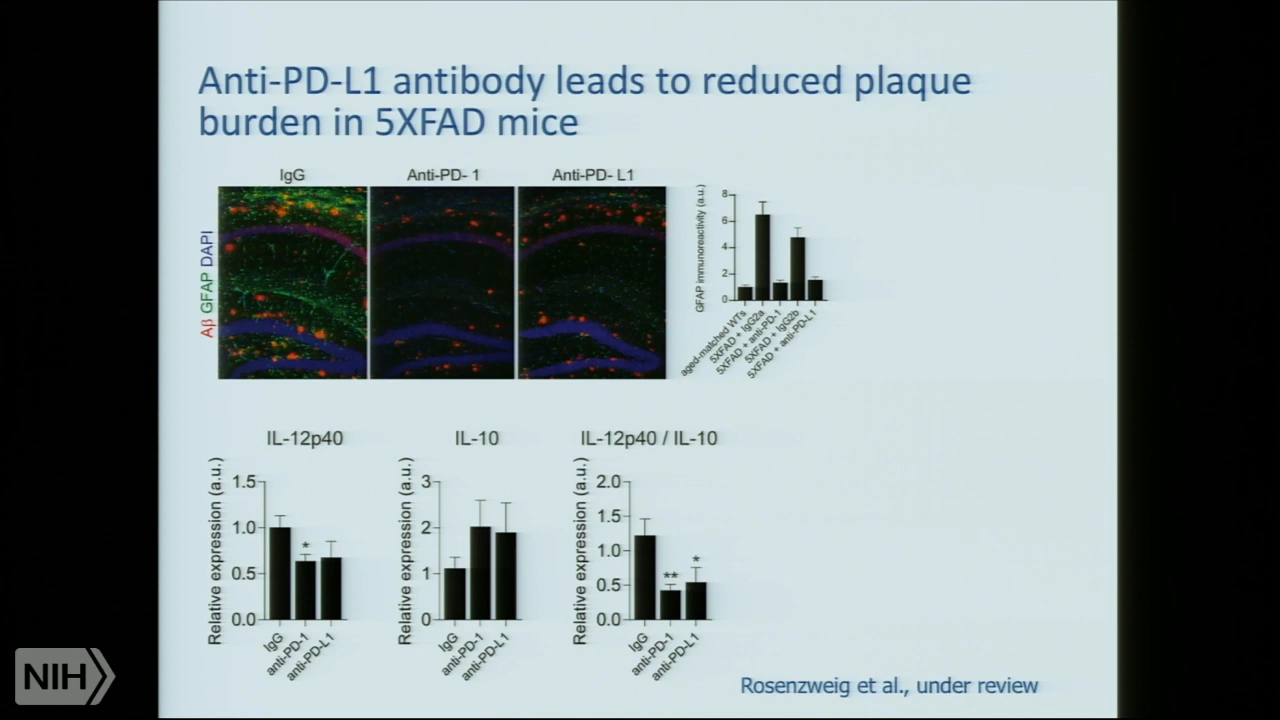 Anti-PD-L1 antibody leads to reduced plaque
burden in 5XFAD mice
IgG
Anti-PD- 1
Anti-PD- L1
Aβ GFAP DAPI
GFAP immunoreactivity (a.u.)
8
6
4
2
0
aged-matched WTs
5XFAD + IgG2a
5XFAD + anti-PD-1
5XFAD + IgG2b
5XFAD + anti-PD-L1
IL-12p40
Relative expression (a.u.)
1.5
1.0
0.5
0.0
*
IgG
anti-PD-1
anti-PD-L1
IL-10
Relative expression (a.u.)
3
2
1
0
IgG
anti-PD-1
anti-PD-L1
IL-12p40 / IL-10
Relative expression (a.u.)
2.0
1.5
1.0
0.5
0.0
**
*
IgG
anti-PD-1
anti-PD-L1
Rosenzweig et al., under review
NIH